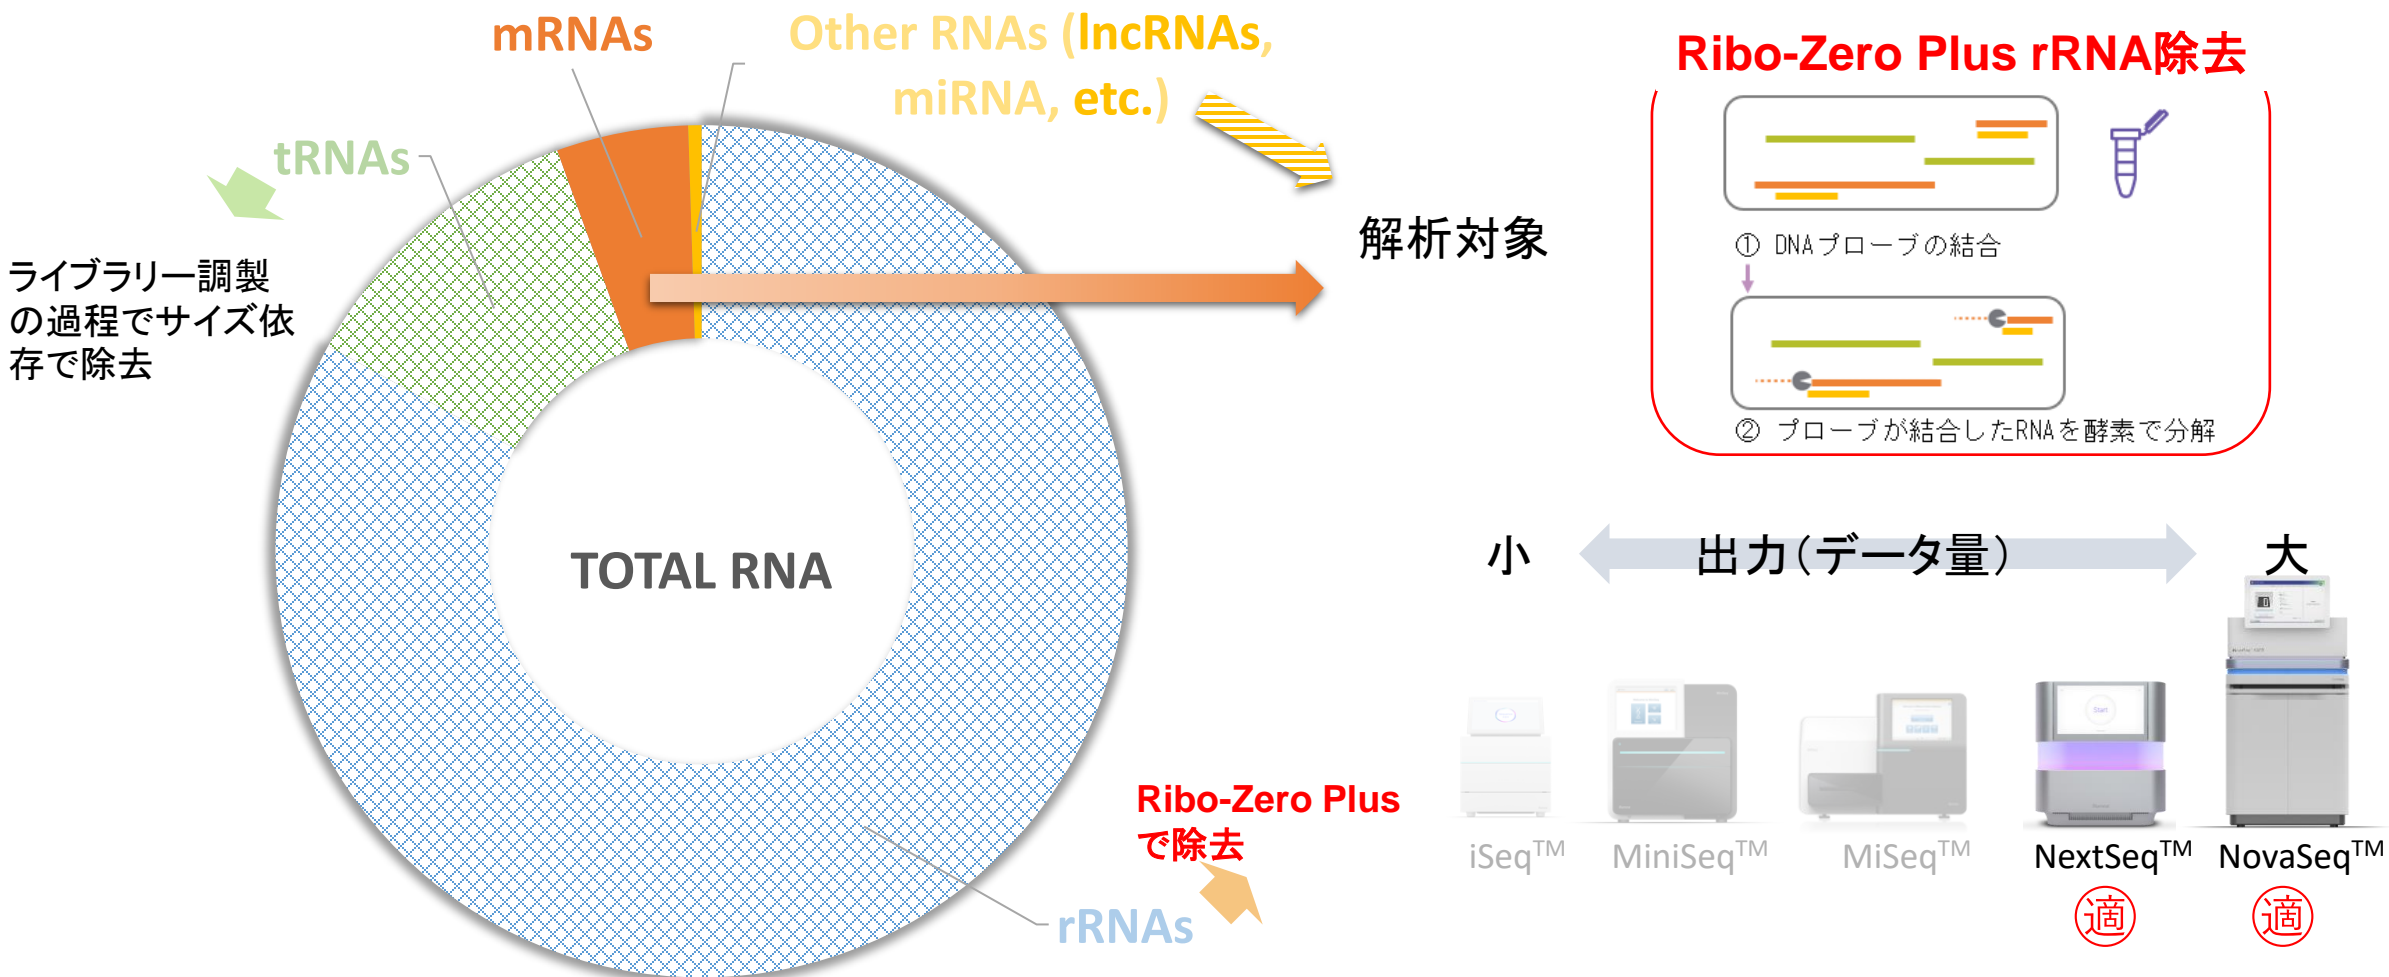 mRNAs
Other RNAs (lncRNAs,
miRNA, etc.)
tRNAs
ライブラリー調製
の過程でサイズ依
存で除去
TOTAL RNA
rRNAs
Ribo-Zero Plus
で除去
解析対象
Ribo-Zero Plus rRNA除去
① DNAプローブの結合
② プローブが結合したRNAを酵素で分解
小
出力（データ量）
大
Start
iSeq™
MiniSeq™
MiSeq™
NextSeq™
NovaSeq™
適
適